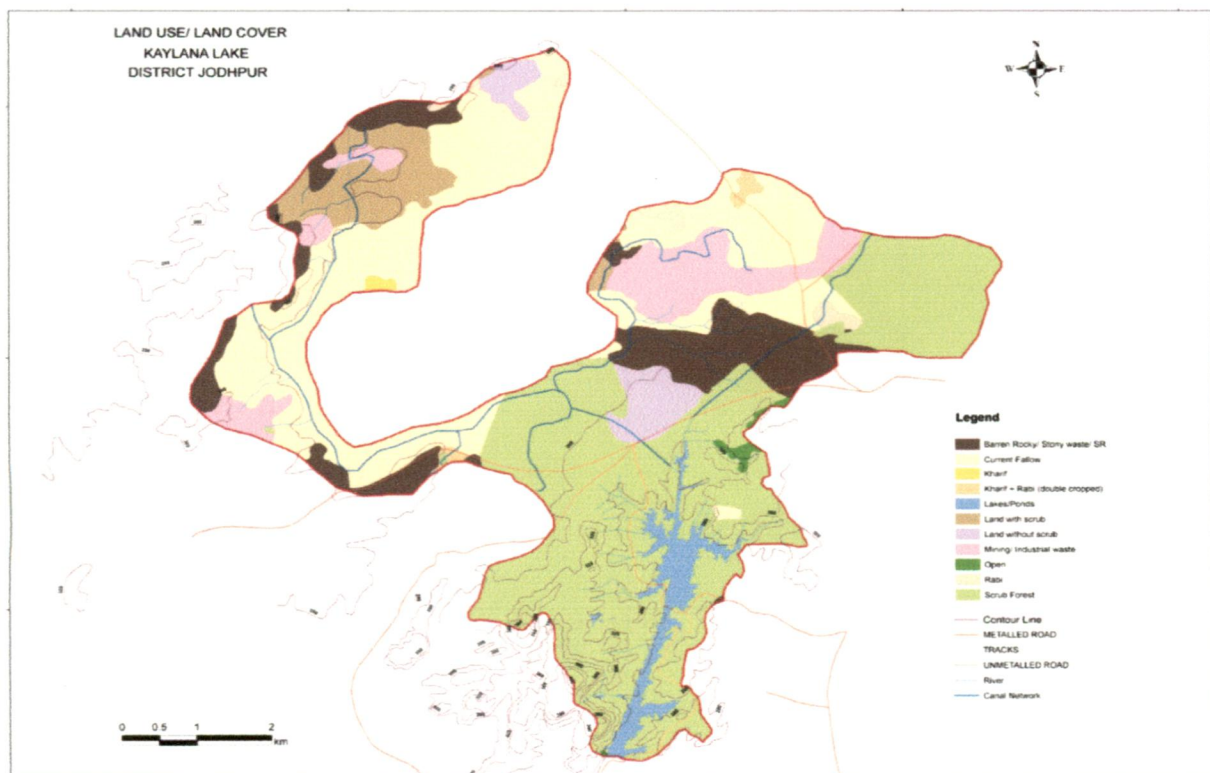 LAND USE/ LAND COVER
KAYLANA LAKE
DISTRICT JODHPUR
N
W E
S
Legend
Barren Rocky/ Stony waste/ SR
Current Fallow
Kharif
Kharif + Rabi (double cropped)
Lakes/Ponds
Land with scrub
Land without scrub
Mining/ Industrial waste
Open
Rabi
Scrub Forest
Contour Line
METALLED ROAD
TRACKS
UNMETALLED ROAD
River
Canal Network
0 0.5 1 2
km